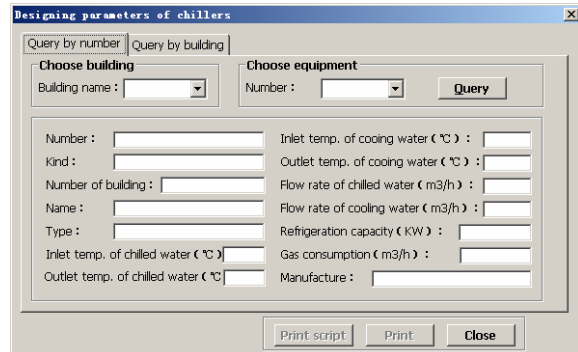 Designing parameters of chillers
Query by number
Query by building
Choose building
Building name :
Choose equipment
Number :
Query
Number :
Kind :
Number of building :
Name :
Type :
Inlet temp. of chilled water ( ℃ )
Outlet temp. of chilled water ( ℃
Inlet temp. of cooing water ( ℃ ) :
Outlet temp. of cooing water ( ℃ ) :
Flow rate of chilled water ( m3/h ) :
Flow rate of cooling water ( m3/h ) :
Refrigeration capacity ( KW ) :
Gas consumption ( m3/h ) :
Manufacture :
Print script
Print
Close